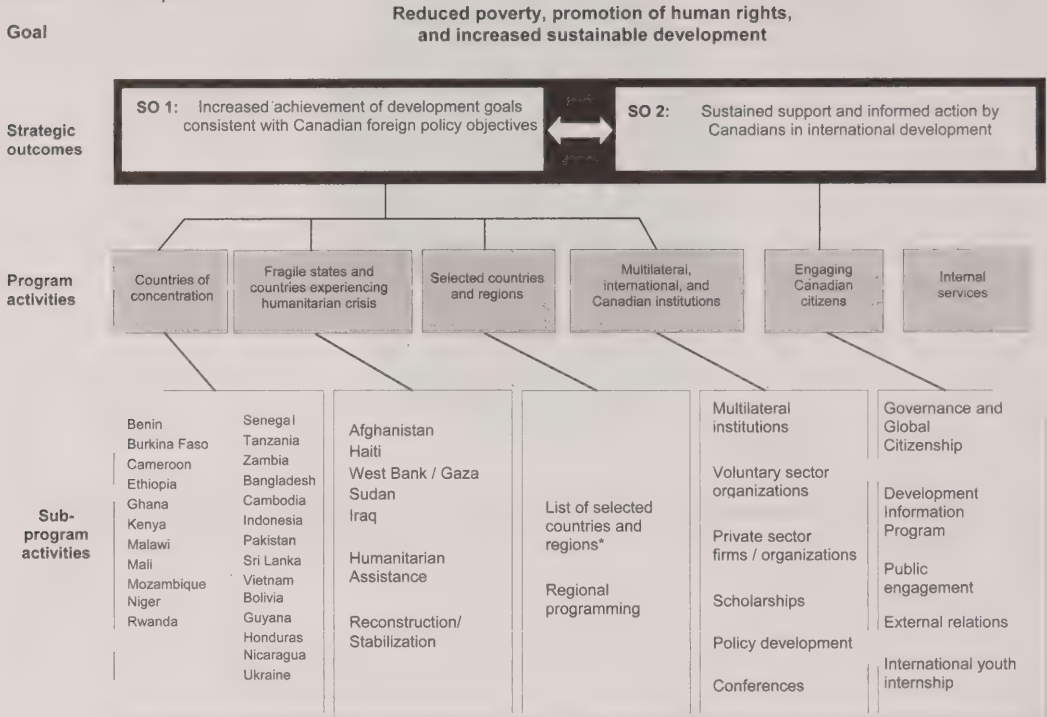 Goal
Reduced poverty, promotion of human rights,
and increased sustainable development
Strategic
outcomes
SO 1: Increased achievement of development goals
consistent with Canadian foreign policy objectives
SO 2: Sustained support and informed action by
Canadians in international development
Program
activities
Countries of
concentration
Fragile states and
countries experiencing
humanitarian crisis
Selected countries
and regions
Multilateral,
international, and
Canadian institutions
Engaging
Canadian
citizens
Internal
services
Sub-
program
activities
Benin
Burkina Faso
Cameroon
Ethiopia
Ghana
Kenya
Malawi
Mali
Mozambique
Niger
Rwanda
Senegal
Tanzania
Zambia
Bangladesh
Cambodia
Indonesia
Pakistan
Sri Lanka
Vietnam
Bolivia
Guyana
Honduras
Nicaragua
Ukraine
Afghanistan
Haiti
West Bank / Gaza
Sudan
Iraq
Humanitarian
Assistance
Reconstruction/
Stabilization
List of selected
countries and
regions*
Regional
programming
Multilateral
institutions
Voluntary sector
organizations
Private sector
firms / organizations
Scholarships
Policy development
Conferences
Governance and
Global
Citizenship
Development
Information
Program
Public
engagement
External relations
International youth
internship